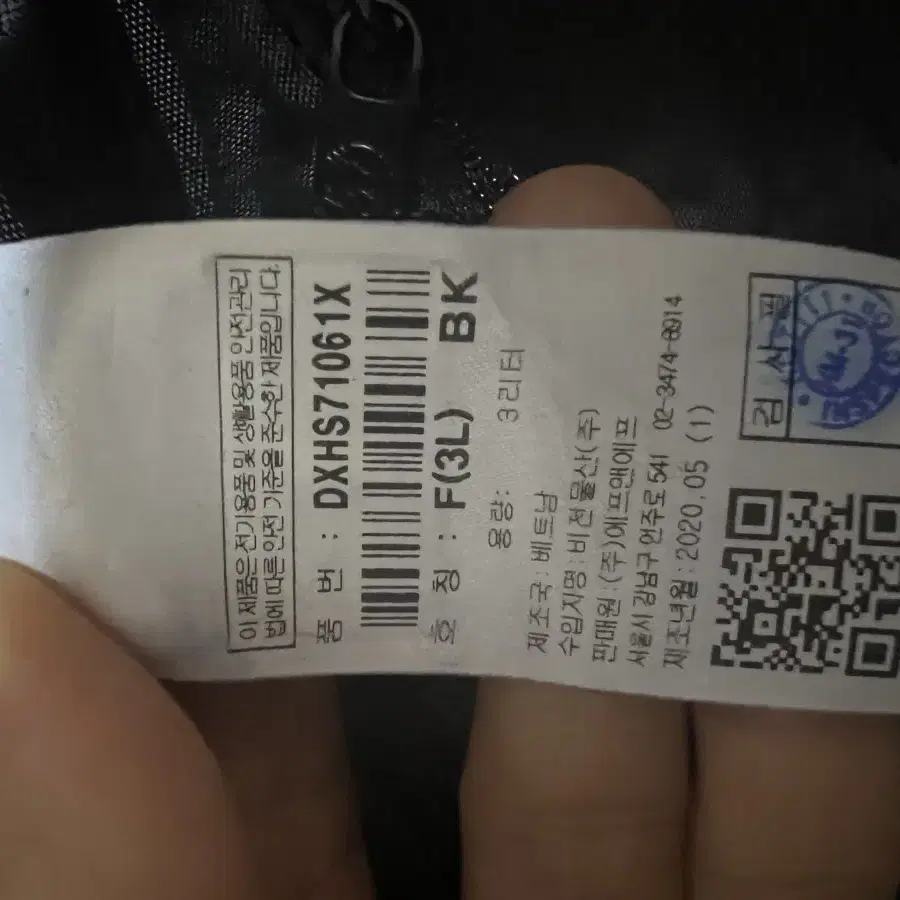 이 제품은 전기용품 및 생활용품 안전관리
법에 따른 안전 기준을 준수한 제품입니다.
품 번 : DXHS71061X
호 칭 : F(3L) BK
용량: 3리터
제조국:베트남
수입자명:비전물산(주)
판매원:(주)에프앤에프
서울시 강남구 언주로 541 02-3474-6914
제조년월:2020.05 (1)
검 사 필